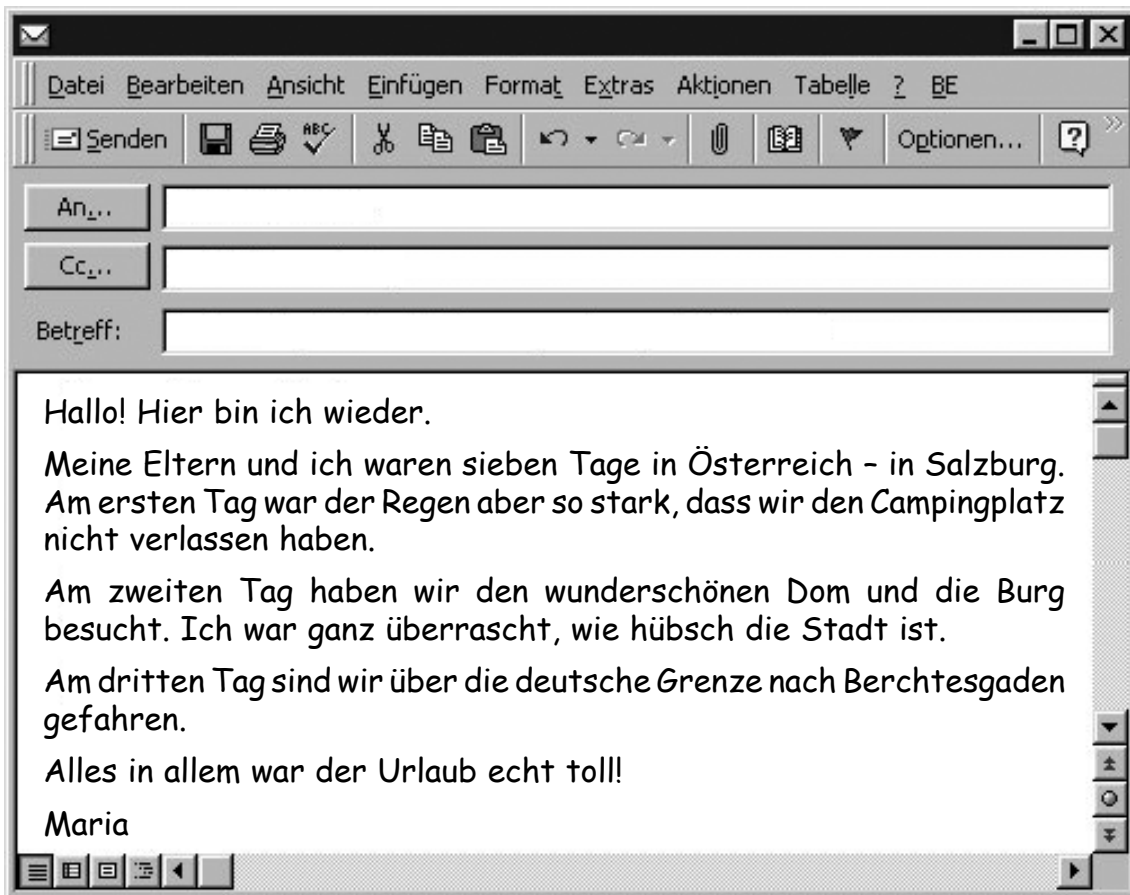 Datei Bearbeiten Ansicht Einfügen Format Extras Aktionen Tabelle ? BE
Senden ABC Optionen...
An...
Cc...
Betreff:
Hallo! Hier bin ich wieder.
Meine Eltern und ich waren sieben Tage in Österreich – in Salzburg.
Am ersten Tag war der Regen aber so stark, dass wir den Campingplatz
nicht verlassen haben.
Am zweiten Tag haben wir den wunderschönen Dom und die Burg
besucht. Ich war ganz überrascht, wie hübsch die Stadt ist.
Am dritten Tag sind wir über die deutsche Grenze nach Berchtesgaden
gefahren.
Alles in allem war der Urlaub echt toll!
Maria